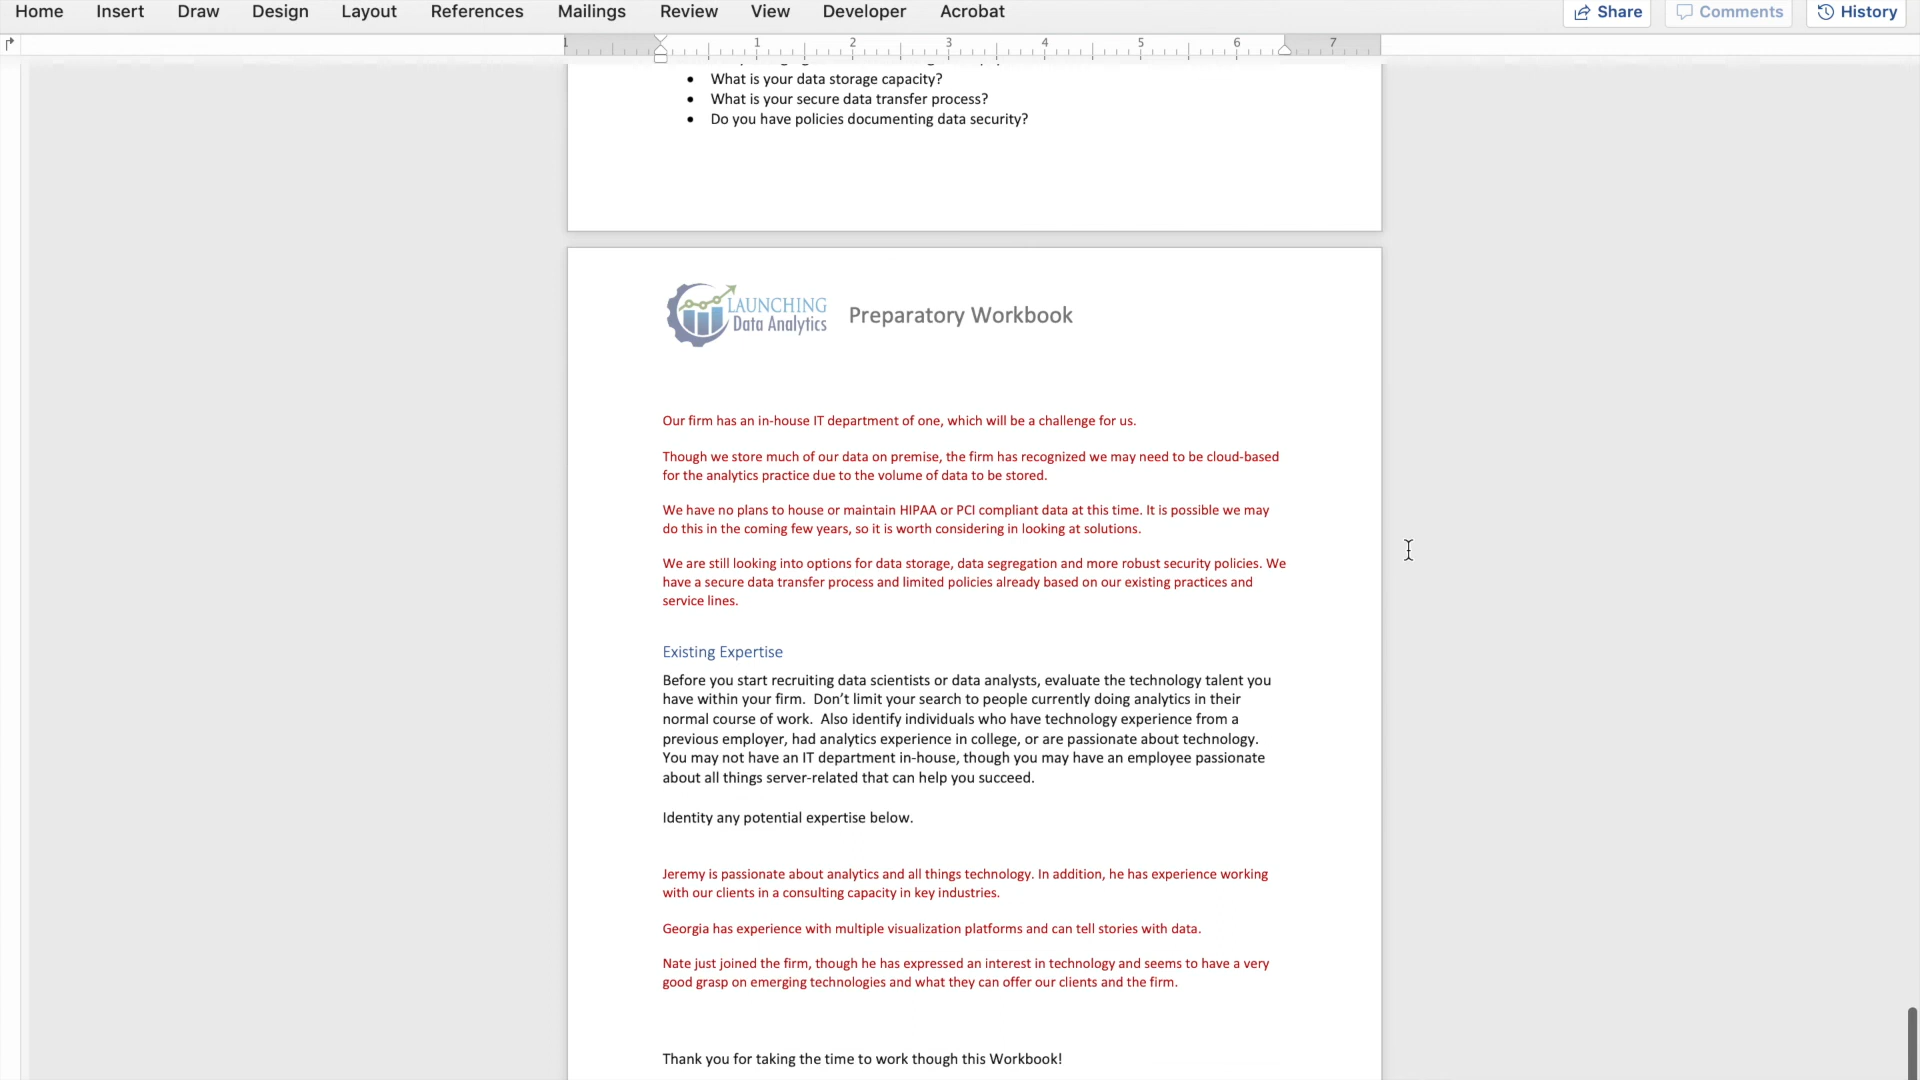 Home Insert Draw Design Layout References Mailings Review View Developer Acrobat Share Comments History
1 1 2 3 4 5 6 7
• What is your data storage capacity?
• What is your secure data transfer process?
• Do you have policies documenting data security?
LAUNCHING
Data Analytics
Preparatory Workbook
Our firm has an in-house IT department of one, which will be a challenge for us.
Though we store much of our data on premise, the firm has recognized we may need to be cloud-based
for the analytics practice due to the volume of data to be stored.
We have no plans to house or maintain HIPAA or PCI compliant data at this time. It is possible we may
do this in the coming few years, so it is worth considering in looking at solutions.
We are still looking into options for data storage, data segregation and more robust security policies. We
have a secure data transfer process and limited policies already based on our existing practices and
service lines.
Existing Expertise
Before you start recruiting data scientists or data analysts, evaluate the technology talent you
have within your firm.  Don’t limit your search to people currently doing analytics in their
normal course of work.  Also identify individuals who have technology experience from a
previous employer, had analytics experience in college, or are passionate about technology.
You may not have an IT department in-house, though you may have an employee passionate
about all things server-related that can help you succeed.
Identity any potential expertise below.
Jeremy is passionate about analytics and all things technology. In addition, he has experience working
with our clients in a consulting capacity in key industries.
Georgia has experience with multiple visualization platforms and can tell stories with data.
Nate just joined the firm, though he has expressed an interest in technology and seems to have a very
good grasp on emerging technologies and what they can offer our clients and the firm.
Thank you for taking the time to work though this Workbook!